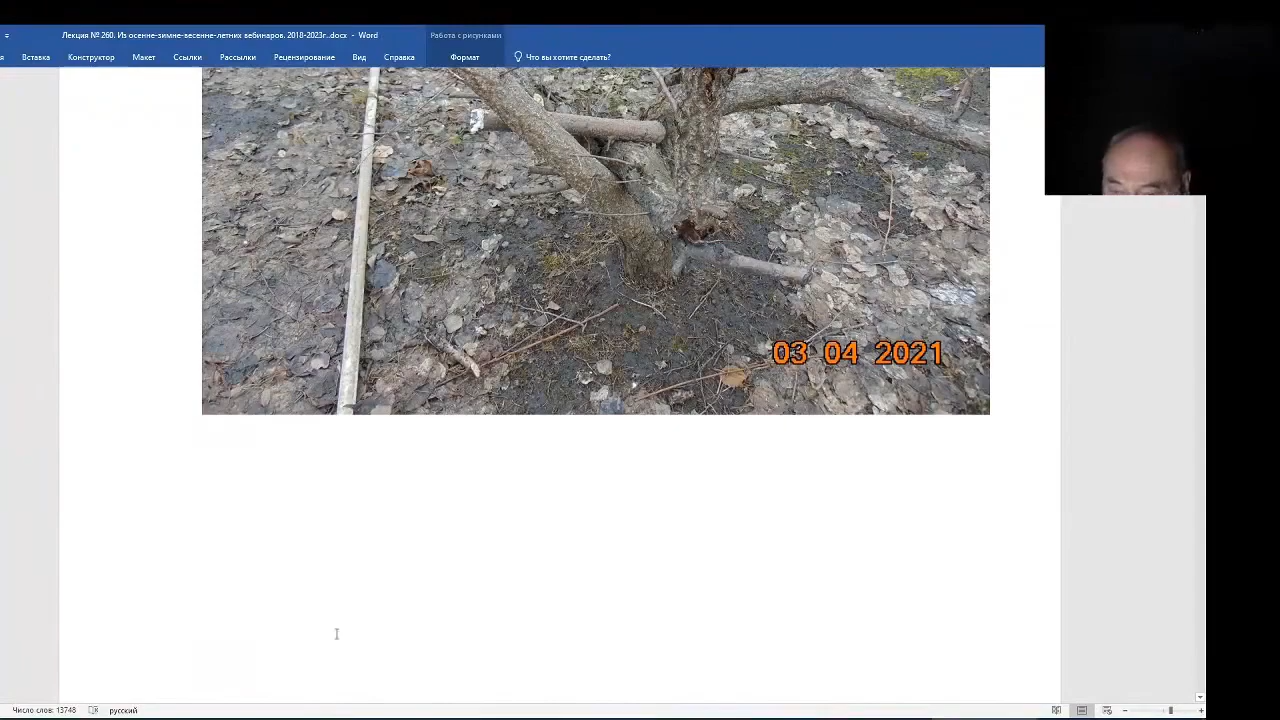 Лекция № 260. Из осенне-зимне-весенне-летних вебинаров. 2018-2023г..docx - Word
Работа с рисунками
Вставка Конструктор Макет Ссылки Рассылки Рецензирование Вид Справка Формат Что вы хотите сделать?
03 04 2021
Число слов: 13748 русский